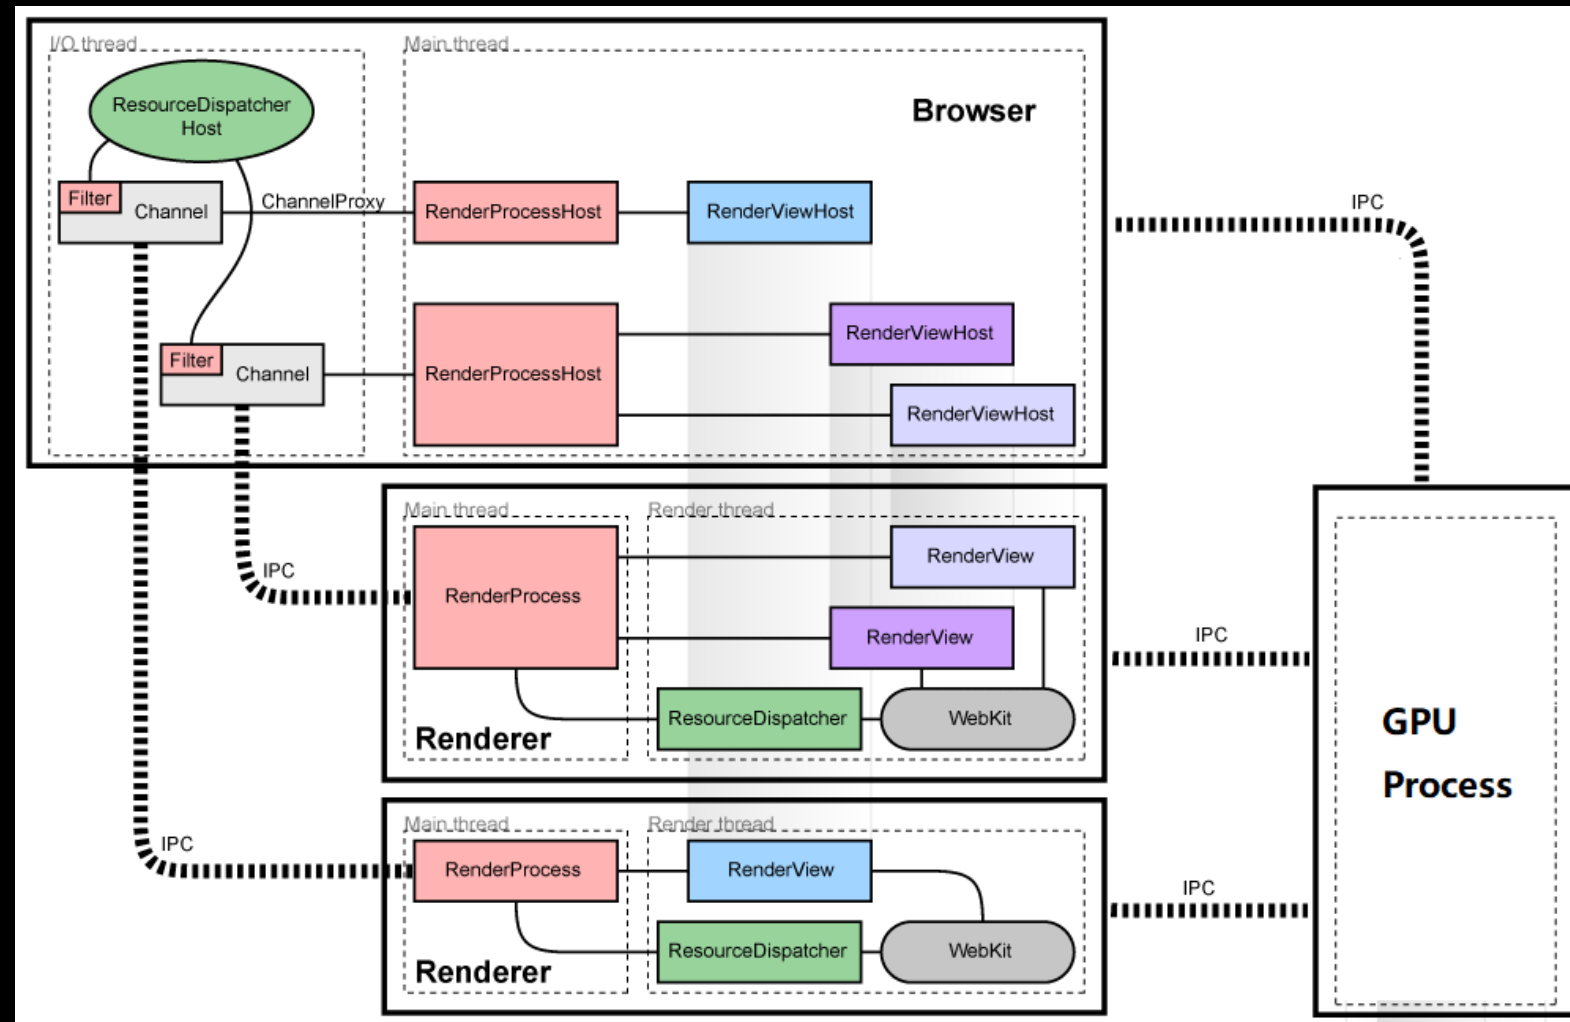 I/O thread
Main thread
ResourceDispatcher
Host
Browser
Filter
Channel
ChannelProxy
RenderProcessHost
RenderViewHost
IPC
RenderViewHost
Filter
Channel
RenderProcessHost
RenderViewHost
Main thread
Render thread
RenderProcess
RenderView
IPC
RenderView
IPC
ResourceDispatcher
WebKit
Renderer
GPU
Process
Main thread
Render thread
IPC
RenderProcess
RenderView
IPC
ResourceDispatcher
WebKit
Renderer